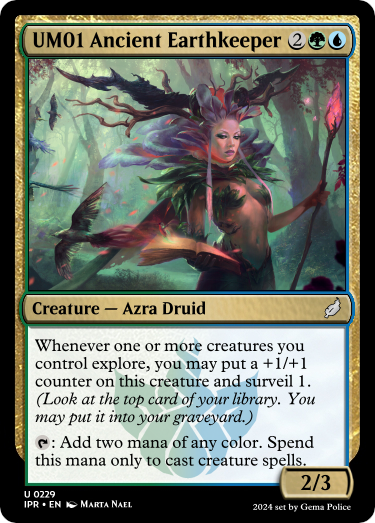 UM01 Ancient Earthkeeper 2
Creature — Azra Druid
Whenever one or more creatures you
control explore, you may put a +1/+1
counter on this creature and surveil 1.
(Look at the top card of your library. You
may put it into your graveyard.)
: Add two mana of any color. Spend
this mana only to cast creature spells.
2/3
U 0229
IPR • EN Marta Nael
2024 set by Gema Police